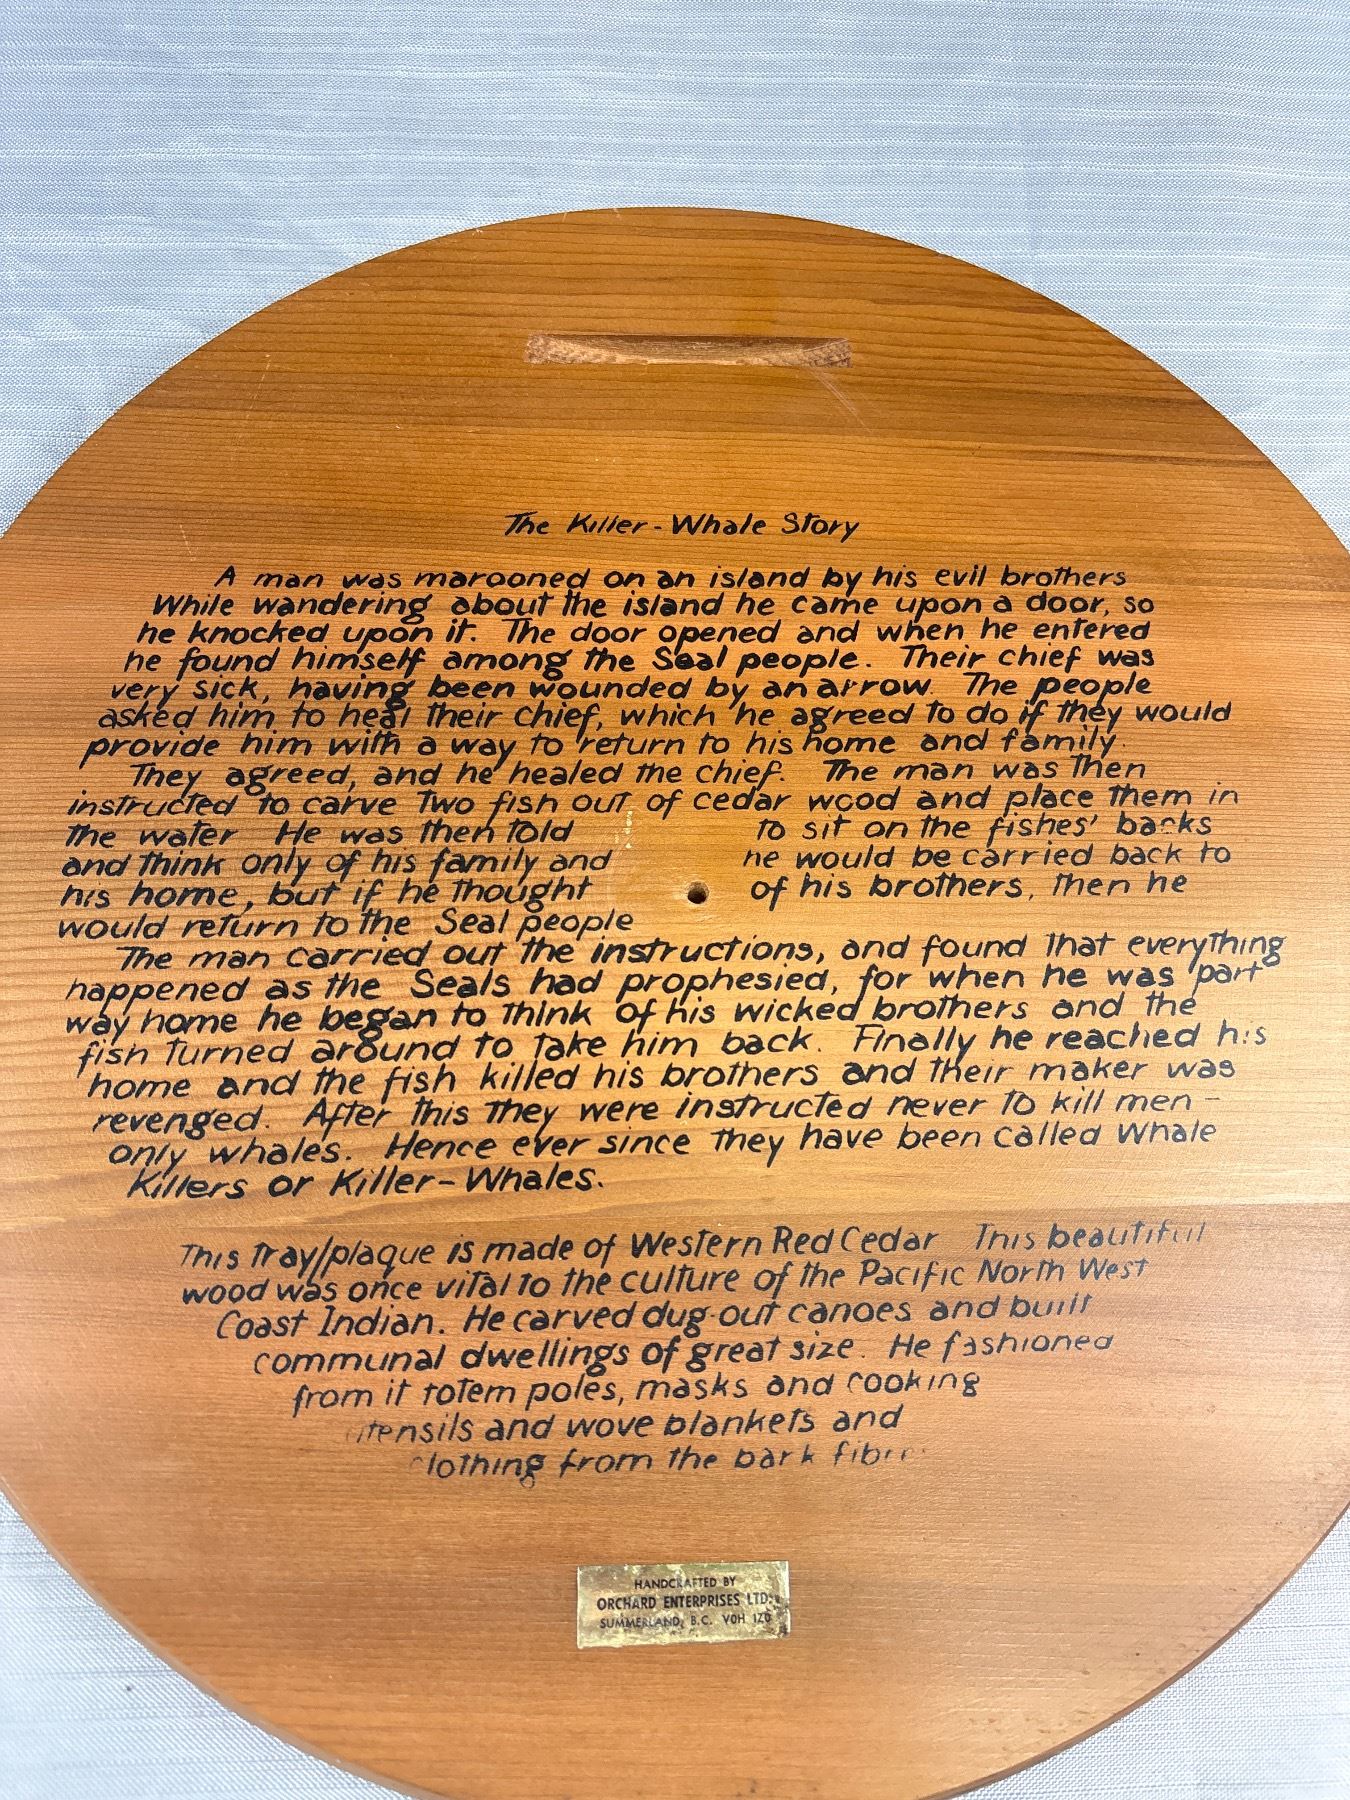 The Killer-Whale Story
A man was marooned on an island by his evil brothers
While wandering about the island he came upon a door, so
he knocked upon it. The door opened and when he entered
he found himself among the Seal people. Their chief was
very sick, having been wounded by an arrow. The people
asked him to heal their chief, which he agreed to do if they would
provide him with a way to return to his home and family.
They agreed, and he healed the chief. The man was then
instructed to carve two fish out of cedar wood and place them in
the water He was then told to sit on the fishes' backs
and think only of his family and he would be carried back to
his home, but if he thought of his brothers, then he
would return to the Seal people
The man carried out the instructions, and found that everything
happened as the Seals had prophesied, for when he was part
way home he began to think of his wicked brothers and the
fish turned around to take him back. Finally he reached his
home and the fish killed his brothers and their maker was
revenged. After this they were instructed never to kill men -
only whales. Hence ever since they have been called Whale
Killers or Killer-Whales.
This tray/plaque is made of Western Red Cedar This beautiful
wood was once vital to the culture of the Pacific North West
Coast Indian. He carved dug-out canoes and built
communal dwellings of great size. He fashioned
from it totem poles, masks and cooking
utensils and wove blankets and
clothing from the bark
HANDCRAFTED BY
ORCHARD ENTERPRISES LTD.
SUMMERLAND, B.C. V0H 1Z0